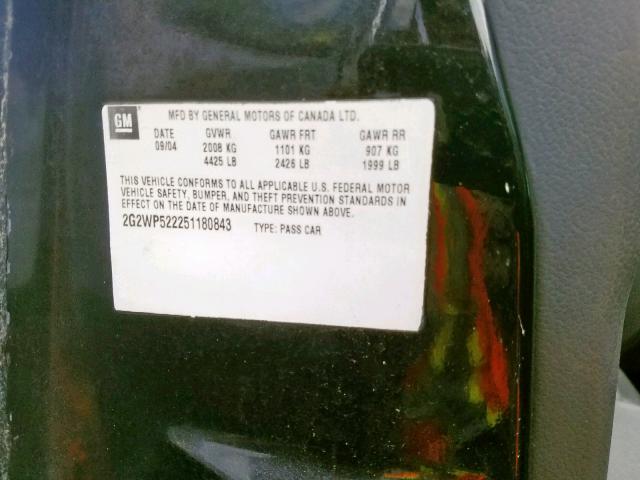 GM
MFD BY GENERAL MOTORS OF CANADA LTD.
DATE GVWR GAWR FRT GAWR RR
09/04 2008 KG 1101 KG 907 KG
4425 LB 2426 LB 1999 LB
THIS VEHICLE CONFORMS TO ALL APPLICABLE U.S. FEDERAL MOTOR
VEHICLE SAFETY, BUMPER, AND THEFT PREVENTION STANDARDS IN
EFFECT ON THE DATE OF MANUFACTURE SHOWN ABOVE.
2G2WP522251180843 TYPE: PASS CAR